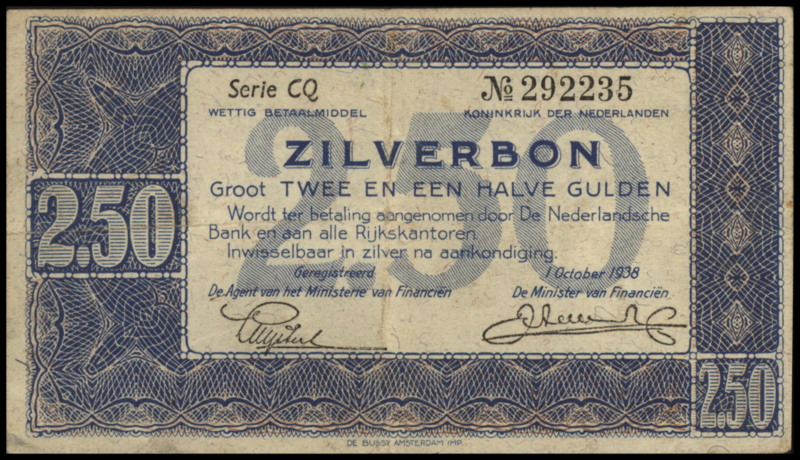 Serie CQ № 292235
WETTIG BETAALMIDDEL KONINKRIJK DER NEDERLANDEN
250
ZILVERBON
Groot TWEE EN EEN HALVE GULDEN
2.50
Wordt ter betaling aangenomen door De Nederlandsche
Bank en aan alle Rijkskantoren.
Inwisselbaar in zilver na aankondiging.
Geregistreerd 1 October 1938
De Agent van het Ministerie van Financiën De Minister van Financiën
2.50
DE BUSSY AMSTERDAM IMP.